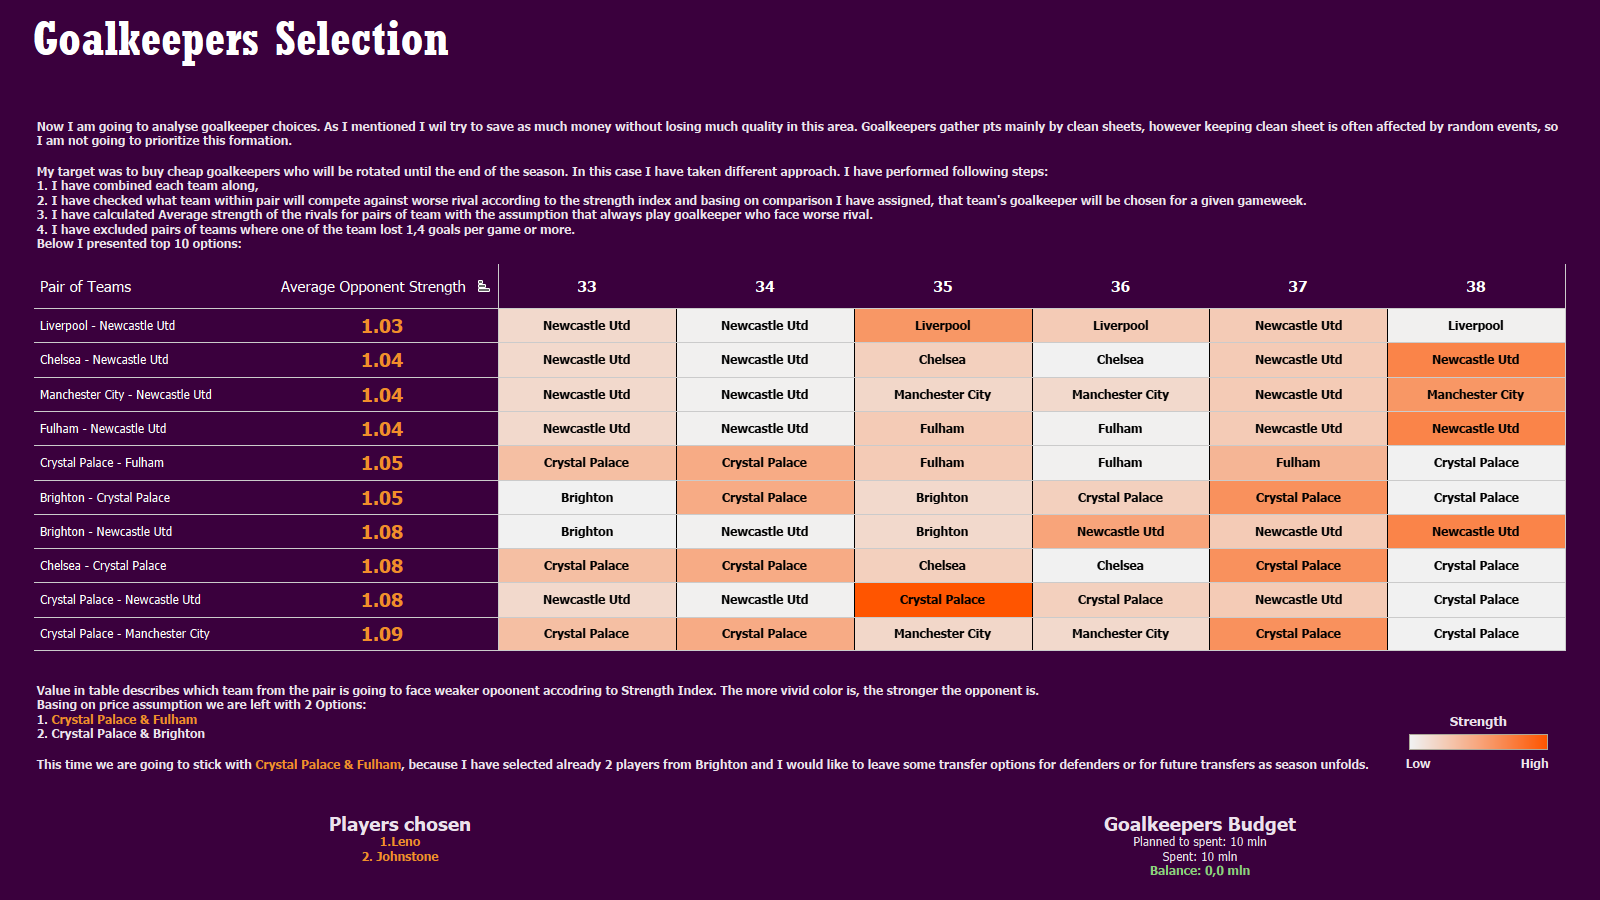 Goalkeepers Selection
Now I am going to analyse goalkeeper choices. As I mentioned I wil try to save as much money without losing much quality in this area. Goalkeepers gather pts mainly by clean sheets, however keeping clean sheet is often affected by random events, so
I am not going to prioritize this formation.
My target was to buy cheap goalkeepers who will be rotated until the end of the season. In this case I have taken different approach. I have performed following steps:
1. I have combined each team along,
2. I have checked what team within pair will compete against worse rival according to the strength index and basing on comparison I have assigned, that team's goalkeeper will be chosen for a given gameweek.
3. I have calculated Average strength of the rivals for pairs of team with the assumption that always play goalkeeper who face worse rival.
4. I have excluded pairs of teams where one of the team lost 1,4 goals per game or more.
Below I presented top 10 options:
Pair of Teams Average Opponent Strength 33 34 35 36 37 38
Liverpool - Newcastle Utd 1.03 Newcastle Utd Newcastle Utd Liverpool Liverpool Newcastle Utd Liverpool
Chelsea - Newcastle Utd 1.04 Newcastle Utd Newcastle Utd Chelsea Chelsea Newcastle Utd Newcastle Utd
Manchester City - Newcastle Utd 1.04 Newcastle Utd Newcastle Utd Manchester City Manchester City Newcastle Utd Manchester City
Fulham - Newcastle Utd 1.04 Newcastle Utd Newcastle Utd Fulham Fulham Newcastle Utd Newcastle Utd
Crystal Palace - Fulham 1.05 Crystal Palace Crystal Palace Fulham Fulham Fulham Crystal Palace
Brighton - Crystal Palace 1.05 Brighton Crystal Palace Brighton Crystal Palace Crystal Palace Crystal Palace
Brighton - Newcastle Utd 1.08 Brighton Newcastle Utd Brighton Newcastle Utd Newcastle Utd Newcastle Utd
Chelsea - Crystal Palace 1.08 Crystal Palace Crystal Palace Chelsea Chelsea Crystal Palace Crystal Palace
Crystal Palace - Newcastle Utd 1.08 Newcastle Utd Newcastle Utd Crystal Palace Crystal Palace Newcastle Utd Crystal Palace
Crystal Palace - Manchester City 1.09 Crystal Palace Crystal Palace Manchester City Manchester City Crystal Palace Crystal Palace
Value in table describes which team from the pair is going to face weaker opoonent accodring to Strength Index. The more vivid color is, the stronger the opponent is.
Basing on price assumption we are left with 2 Options:
1. Crystal Palace & Fulham
2. Crystal Palace & Brighton
This time we are going to stick with Crystal Palace & Fulham, because I have selected already 2 players from Brighton and I would like to leave some transfer options for defenders or for future transfers as season unfolds.
Strength
Low High
Players chosen
1.Leno
2. Johnstone
Goalkeepers Budget
Planned to spent: 10 mln
Spent: 10 mln
Balance: 0,0 mln